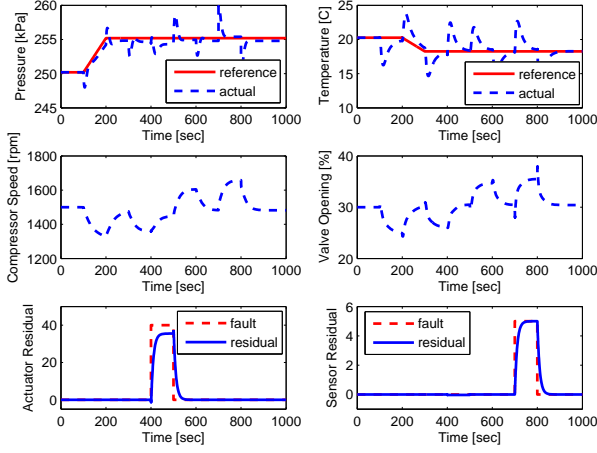 Pressure [kPa]
260
255
250
245
reference
actual
0 200 400 600 800 1000
Time [sec]
Temperature [C]
25
20
15
10
reference
actual
0 200 400 600 800 1000
Time [sec]
Compressor Speed [rpm]
1800
1600
1400
1200
0 200 400 600 800 1000
Time [sec]
Valve Opening [%]
40
30
20
0 200 400 600 800 1000
Time [sec]
Actuator Residual
40
20
0
fault
residual
0 200 400 600 800 1000
Time [sec]
Sensor Residual
6
4
2
0
fault
residual
0 200 400 600 800 1000
Time [sec]